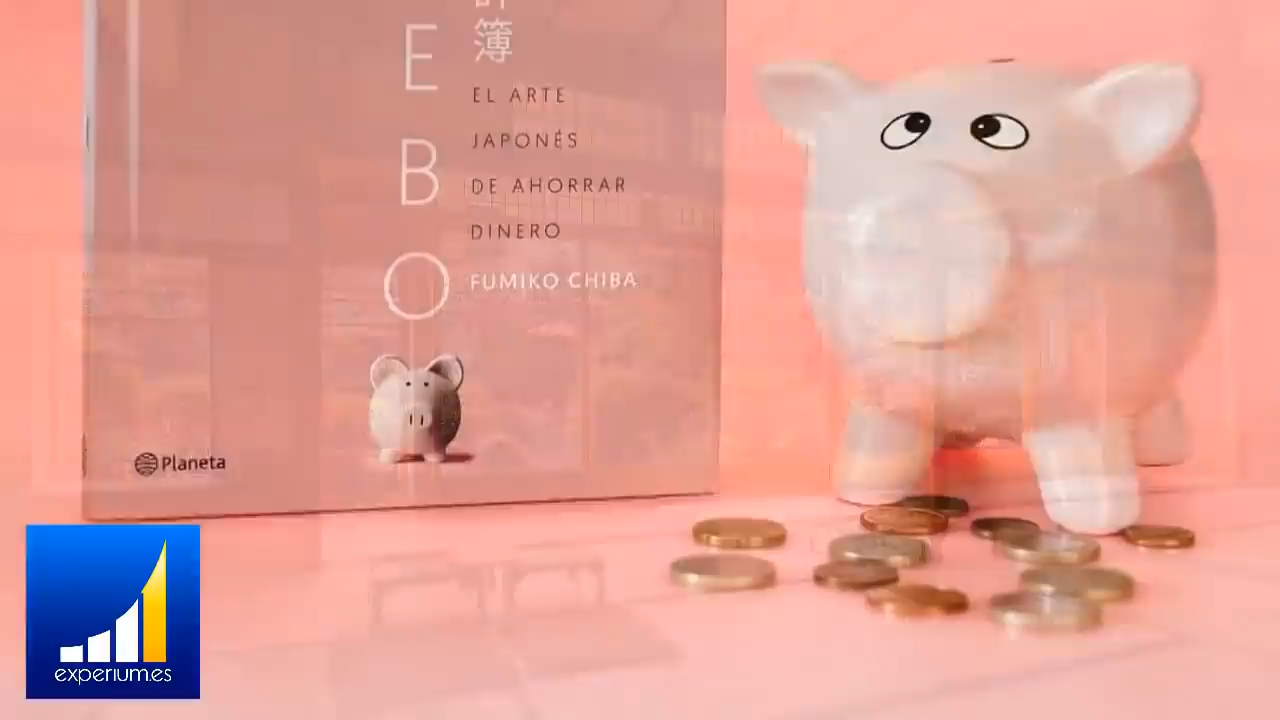 E
B
O
簿
EL ARTE
JAPONÉS
DE AHORRAR
DINERO
FUMIKO CHIBA
Planeta
experium.es